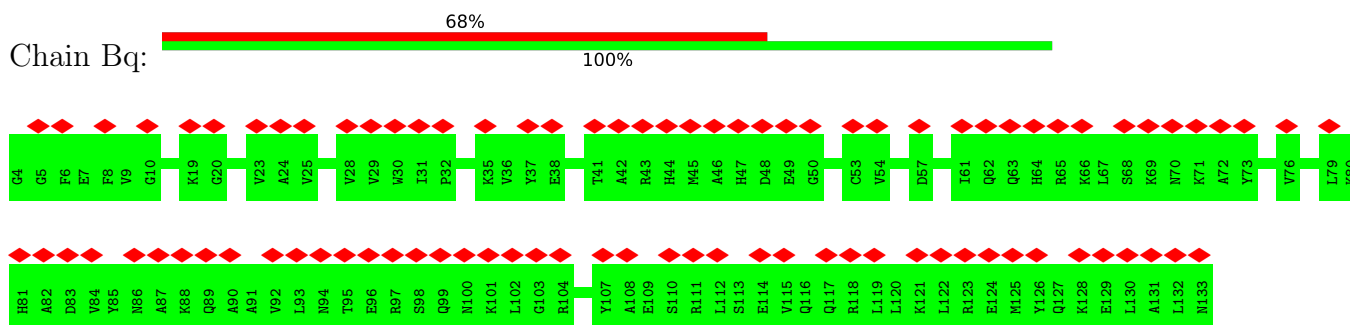 68%
Chain Bq:
100%
G4 G5 F6 E7 F8 V9 G10 K19 G20 V23 A24 V25 V28 V29 W30 I31 P32 K35 V36 Y37 E38 T41 A42 R43 H44 M45 A46 H47 D48 E49 G50 C53 V54 D57 I61 Q62 Q63 H64 R65 K66 L67 S68 K69 N70 K71 A72 Y73 V76 L79 K80
H81 A82 D83 V84 Y85 N86 A87 K88 Q89 A90 A91 V92 L93 N94 T95 E96 R97 S98 Q99 N100 K101 L102 G103 R104 Y107 A108 E109 S110 R111 L112 S113 E114 V115 Q116 Q117 R118 L119 L120 K121 L122 R123 E124 M125 Y126 Q127 K128 E129 L130 A131 L132 N133